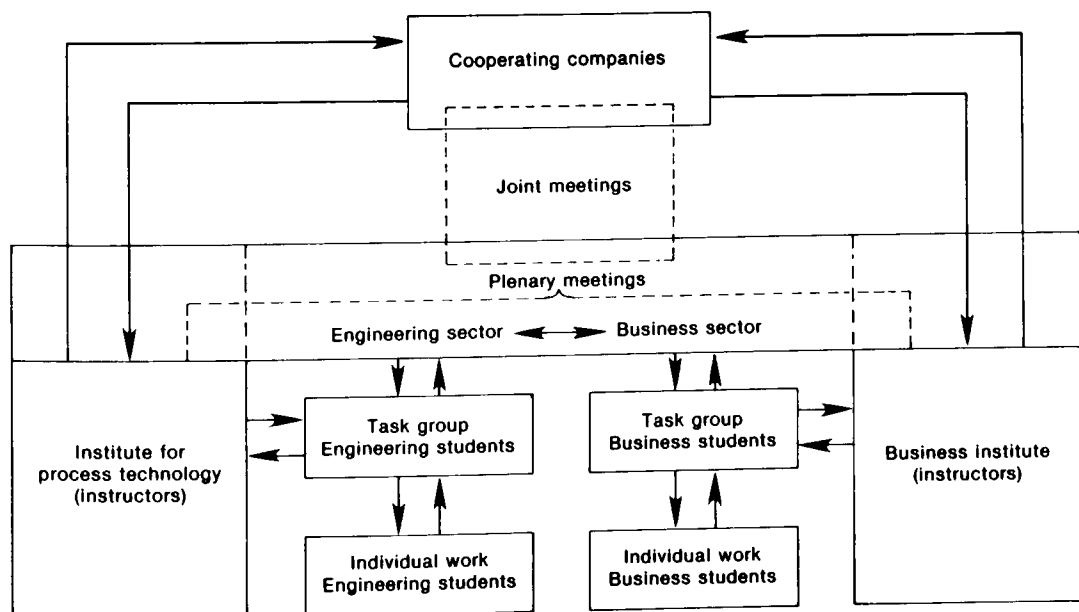 Cooperating companies
Joint meetings
Plenary meetings
Engineering sector
Business sector
Task group
Engineering students
Task group
Business students
Institute for
process technology
(instructors)
Business institute
(instructors)
Individual work
Engineering students
Individual work
Business students